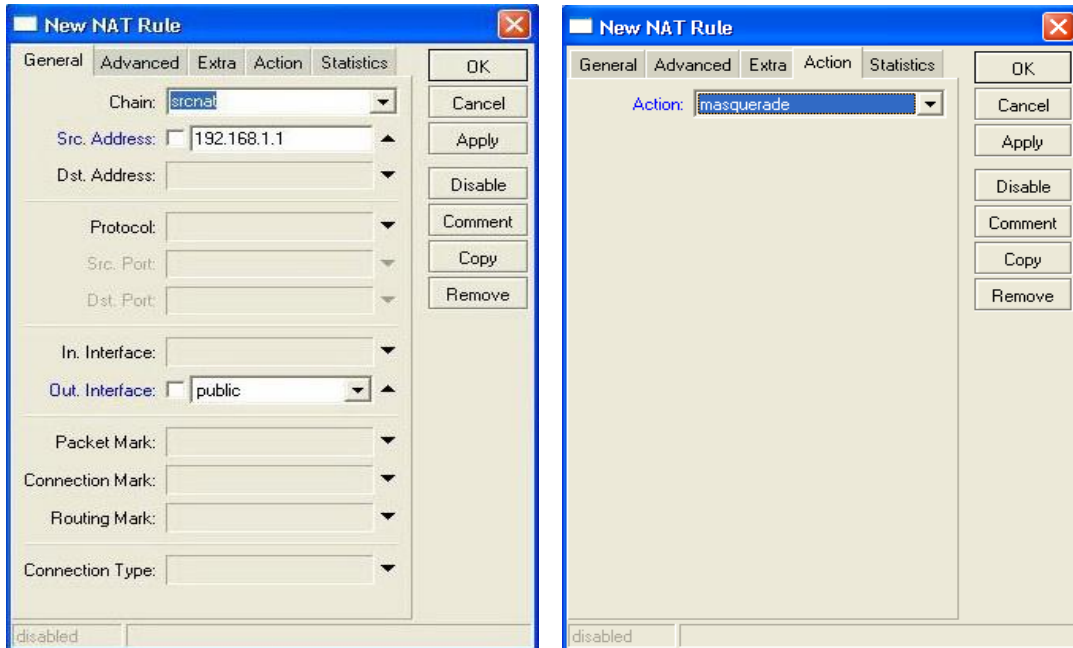 New NAT Rule
General Advanced Extra Action Statistics
Chain: srcnat
Src. Address: 192.168.1.1
Dst. Address:
Protocol:
Src. Port:
Dst. Port:
In. Interface:
Out. Interface: public
Packet Mark:
Connection Mark:
Routing Mark:
Connection Type:
OK
Cancel
Apply
Disable
Comment
Copy
Remove
disabled
New NAT Rule
General Advanced Extra Action Statistics
Action: masquerade
OK
Cancel
Apply
Disable
Comment
Copy
Remove
disabled